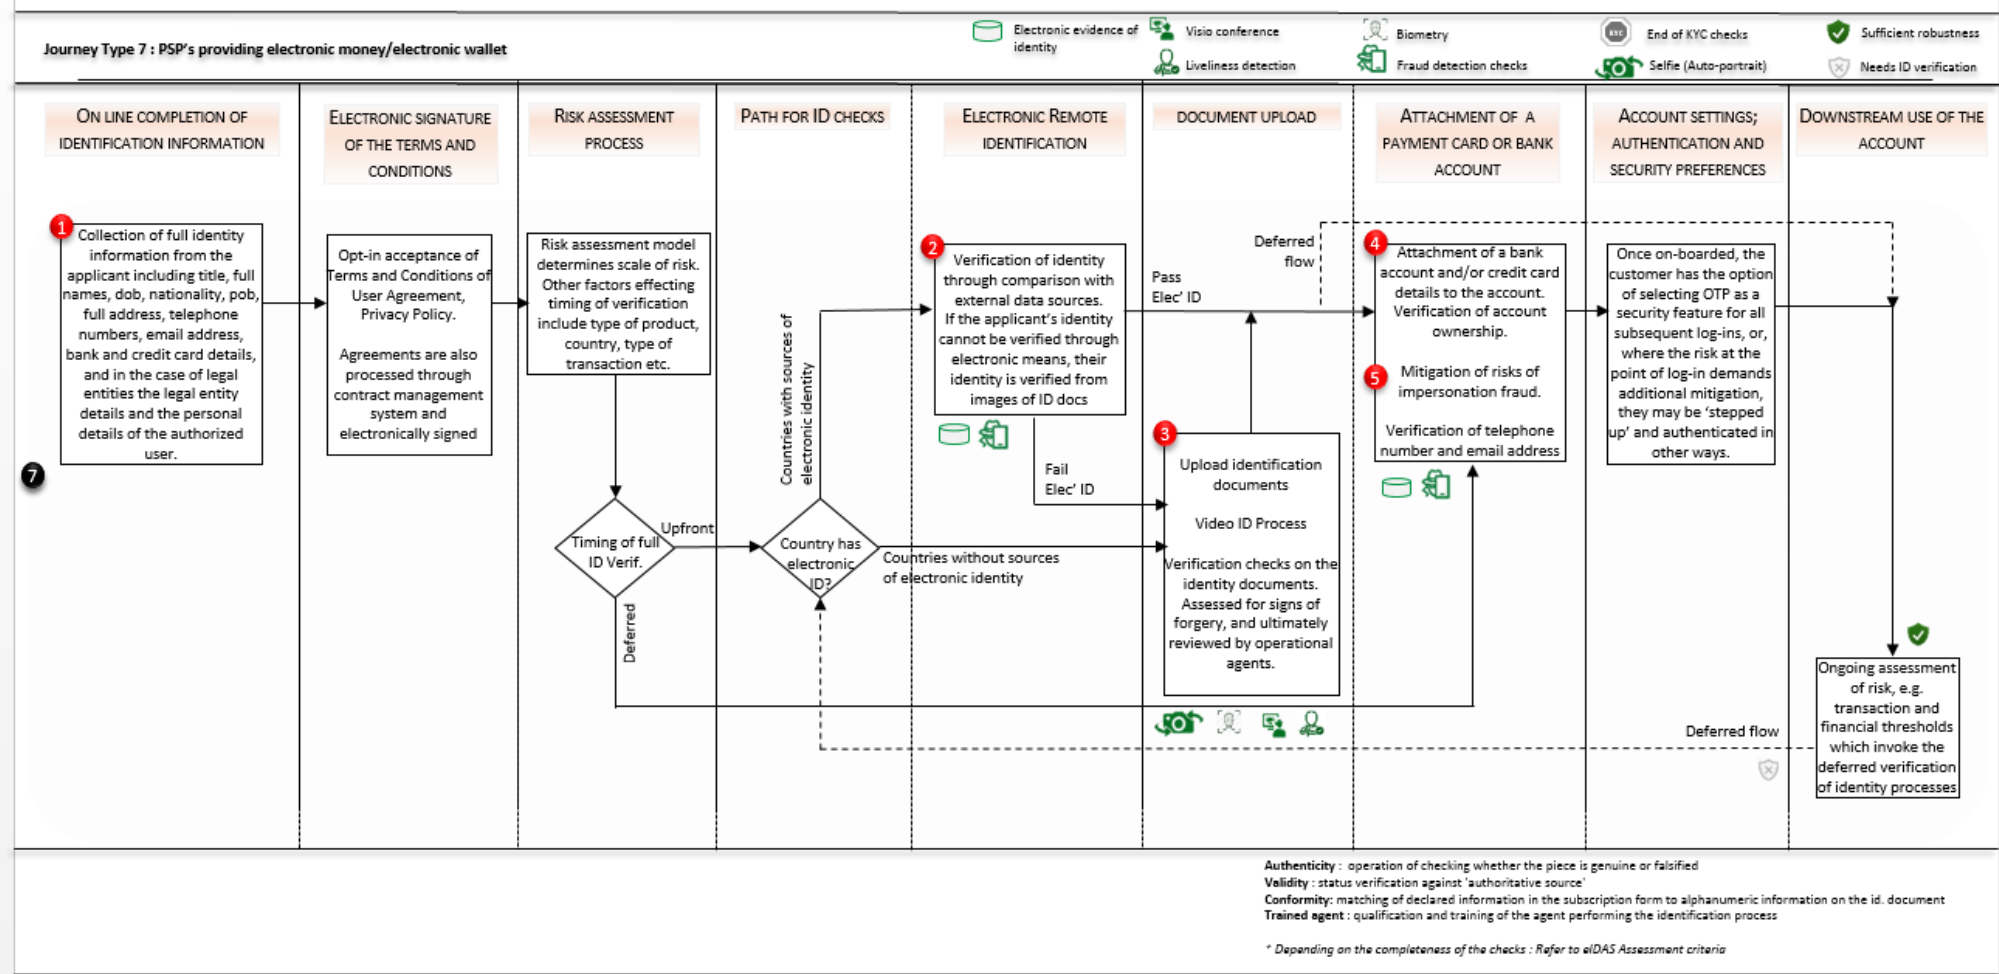 Journey Type 7 : PSP's providing electronic money/electronic wallet
Electronic evidence of
identity
Visio conference
Liveliness detection
Biometry
Fraud detection checks
KYC
End of KYC checks
Selfie (Auto-portrait)
Sufficient robustness
Needs ID verification
ON LINE COMPLETION OF
IDENTIFICATION INFORMATION
ELECTRONIC SIGNATURE
OF THE TERMS AND
CONDITIONS
RISK ASSESSMENT
PROCESS
PATH FOR ID CHECKS
ELECTRONIC REMOTE
IDENTIFICATION
DOCUMENT UPLOAD
ATTACHMENT OF A
PAYMENT CARD OR BANK
ACCOUNT
ACCOUNT SETTINGS;
AUTHENTICATION AND
SECURITY PREFERENCES
DOWNSTREAM USE OF THE
ACCOUNT
7
1
Collection of full identity
information from the
applicant including title, full
names, dob, nationality, pob,
full address, telephone
numbers, email address,
bank and credit card details,
and in the case of legal
entities the legal entity
details and the personal
details of the authorized
user.
Opt-in acceptance of
Terms and Conditions of
User Agreement,
Privacy Policy.
Agreements are also
processed through
contract management
system and
electronically signed
Risk assessment model
determines scale of risk.
Other factors effecting
timing of verification
include type of product,
country, type of
transaction etc.
Timing of full
ID Verif.
Upfront
Deferred
Country has
electronic
ID?
Countries with sources of
electronic identity
Countries without sources
of electronic identity
2
Verification of identity
through comparison with
external data sources.
If the applicant's identity
cannot be verified through
electronic means, their
identity is verified from
images of ID docs
Pass
Elec' ID
Fail
Elec' ID
Deferred
flow
3
Upload identification
documents
Video ID Process
Verification checks on the
identity documents.
Assessed for signs of
forgery, and ultimately
reviewed by operational
agents.
4
Attachment of a bank
account and/or credit card
details to the account.
Verification of account
ownership.
5
Mitigation of risks of
impersonation fraud.
Verification of telephone
number and email address
Once on-boarded, the
customer has the option
of selecting OTP as a
security feature for all
subsequent log-ins, or,
where the risk at the
point of log-in demands
additional mitigation,
they may be 'stepped
up' and authenticated in
other ways.
Ongoing assessment
of risk, e.g.
transaction and
financial thresholds
which invoke the
deferred verification
of identity processes
Deferred flow
Authenticity : operation of checking whether the piece is genuine or falsified
Validity : status verification against 'authoritative source'
Conformity: matching of declared information in the subscription form to alphanumeric information on the id. document
Trained agent : qualification and training of the agent performing the identification process
* Depending on the completeness of the checks : Refer to eIDAS Assessment criteria